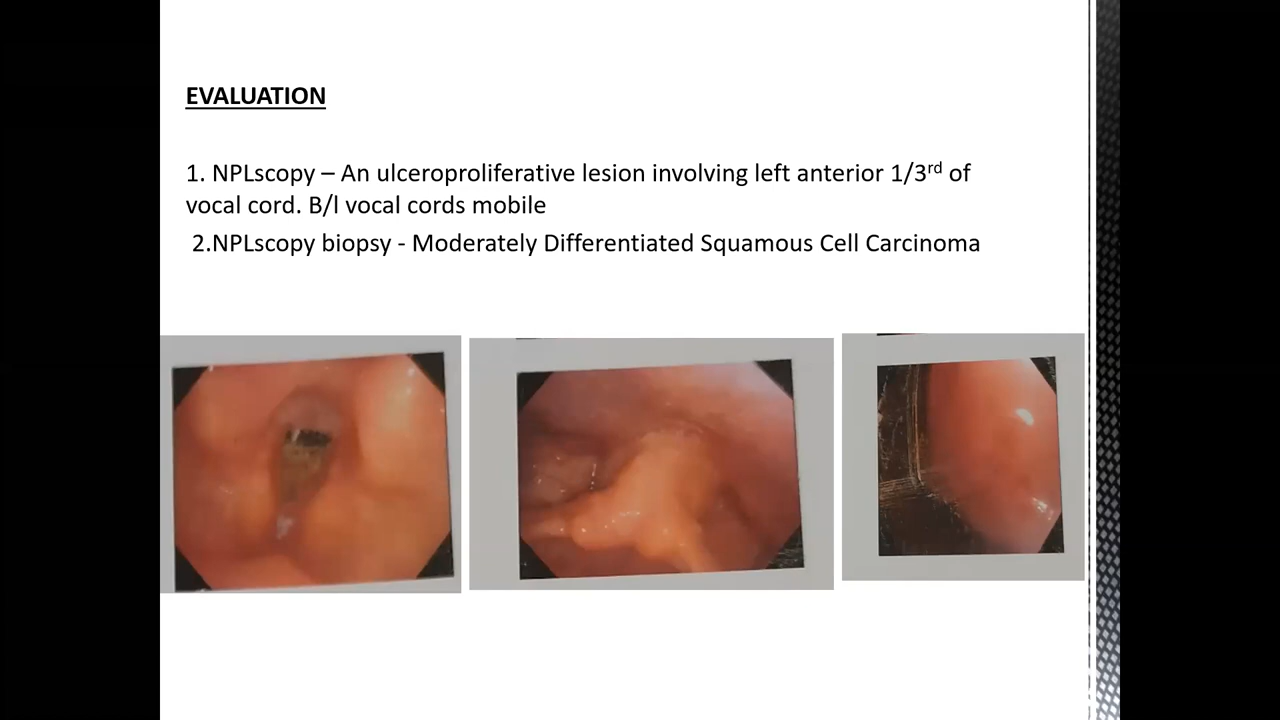 EVALUATION
1. NPLscopy – An ulceroproliferative lesion involving left anterior 1/3rd of
vocal cord. B/l vocal cords mobile
2.NPLscopy biopsy - Moderately Differentiated Squamous Cell Carcinoma